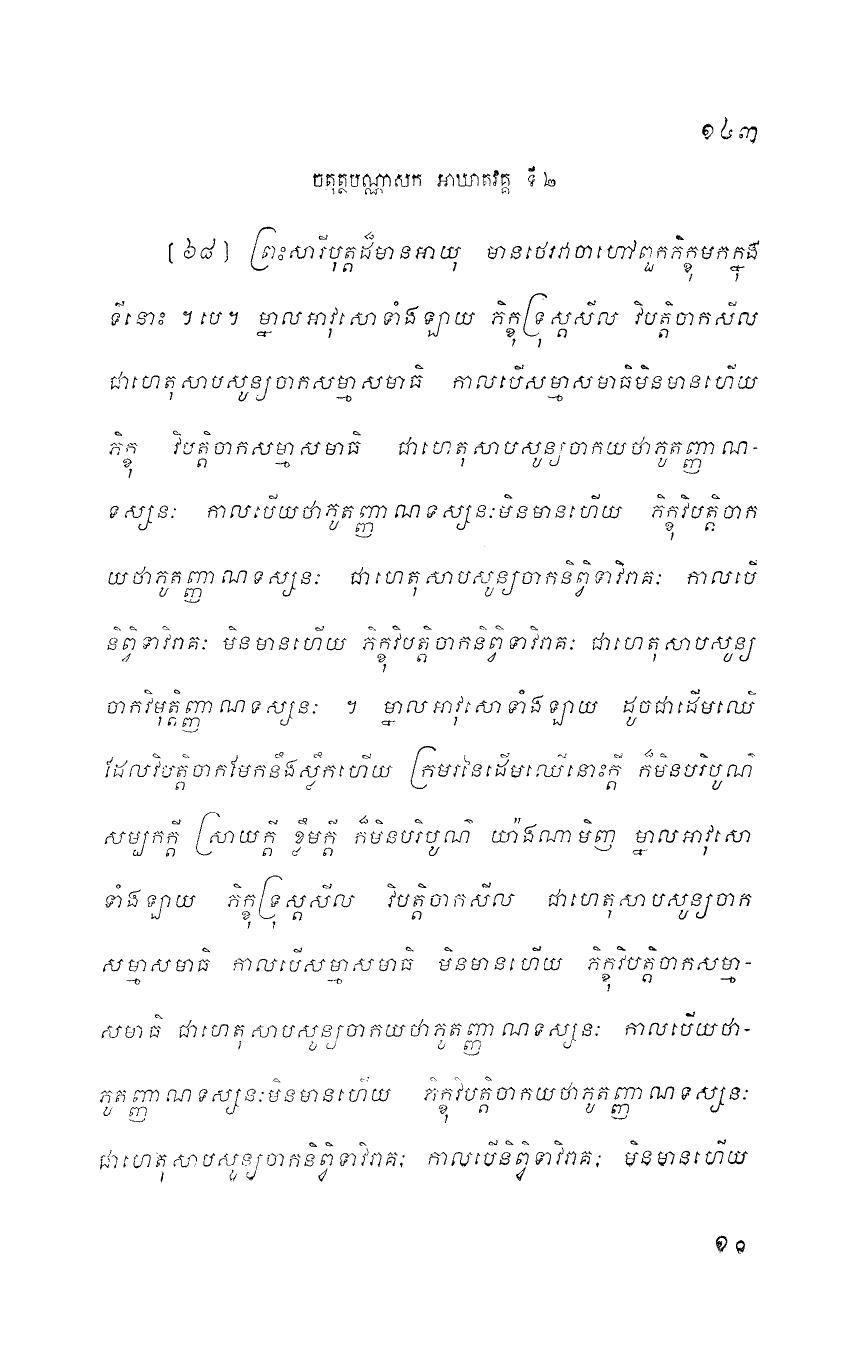 ១៤៣
ចតុត្ថបណ្ណាសក អាឃាតវគ្គ ទី ២
[៦៨] ព្រះសារីបុត្តដ៏មានអាយុ មានថេរវាចាហៅពួកភិក្ខុមកក្នុង
ទីនោះ ។ បេ។ ម្នាលអាវុសោទាំងឡាយ ភិក្ខុទ្រុស្តសីល វិបត្តិចាកសីល
ជាហេតុសាបសូន្យចាកសម្មាសមាធិ កាលបើសម្មាសមាធិមិនមានហើយ
ភិក្ខុ វិបត្តិចាកសម្មាសមាធិ ជាហេតុសាបសូន្យចាកយថាភូតញ្ញាណ-
ទស្សនៈ កាលបើយថាភូតញ្ញាណទស្សនៈមិនមានហើយ ភិក្ខុវិបត្តិចាក
យថាភូតញ្ញាណទស្សនៈ ជាហេតុសាបសូន្យចាកនិព្វិទាវិរាគៈ កាលបើ
និព្វិទាវិរាគៈ មិនមានហើយ ភិក្ខុវិបត្តិចាកនិព្វិទាវិរាគៈ ជាហេតុសាបសូន្យ
ចាកវិមុត្តិញ្ញាណទស្សនៈ ។ ម្នាលអាវុសោទាំងឡាយ ដូចជាដើមឈើ
ដែលវិបត្តិចាកមែកនឹងស្លឹកហើយ ក្រមរនៃដើមឈើនោះក្តី ក៏មិនបរិបូណ៌
សម្បកក្តី ស្រាយក្តី ខ្លឹមក្តី ក៏មិនបរិបូណ៌ យ៉ាងណាមិញ ម្នាលអាវុសោ
ទាំងឡាយ ភិក្ខុទ្រុស្តសីល វិបត្តិចាកសីល ជាហេតុសាបសូន្យចាក
សម្មាសមាធិ កាលបើសម្មាសមាធិ មិនមានហើយ ភិក្ខុវិបត្តិចាកសម្មា-
សមាធិ ជាហេតុសាបសូន្យចាកយថាភូតញ្ញាណទស្សនៈ កាលបើយថា-
ភូតញ្ញាណទស្សនៈមិនមានហើយ ភិក្ខុវិបត្តិចាកយថាភូតញ្ញាណទស្សនៈ
ជាហេតុសាបសូន្យចាកនិព្វិទាវិរាគៈ កាលបើនិព្វិទាវិរាគៈ មិនមានហើយ
១០